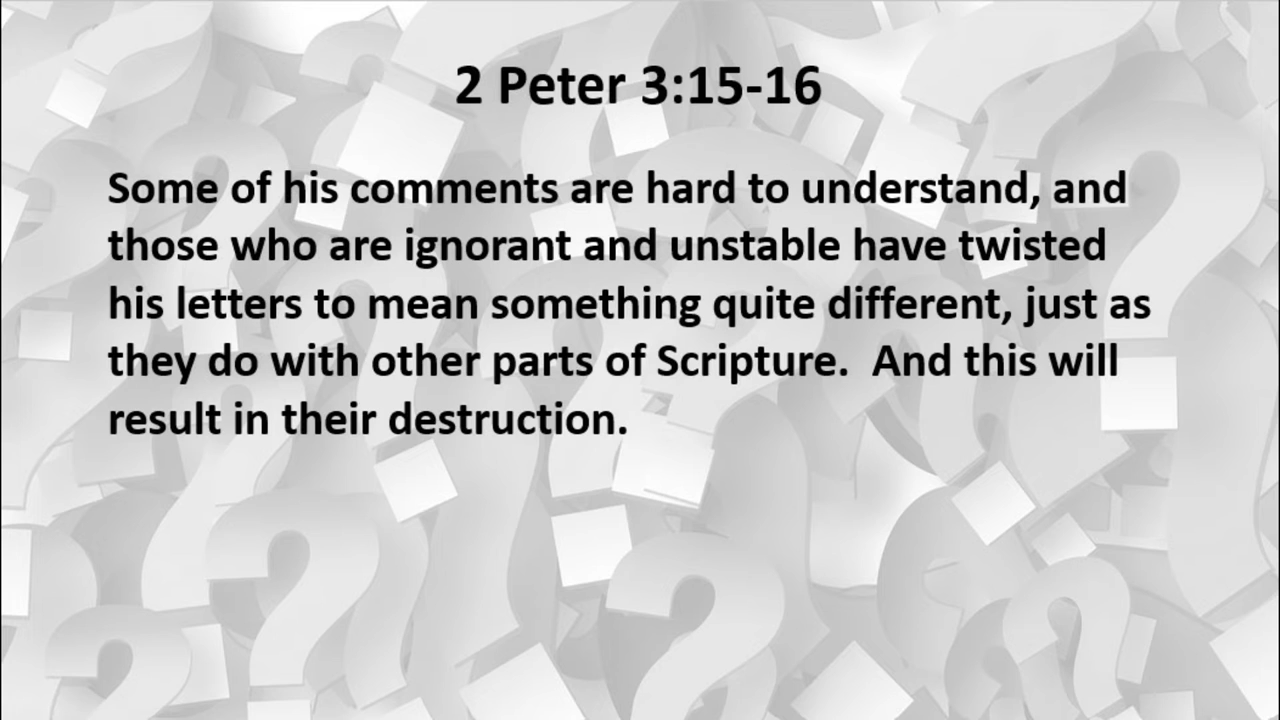 2 Peter 3:15-16
Some of his comments are hard to understand, and
those who are ignorant and unstable have twisted
his letters to mean something quite different, just as
they do with other parts of Scripture.  And this will
result in their destruction.